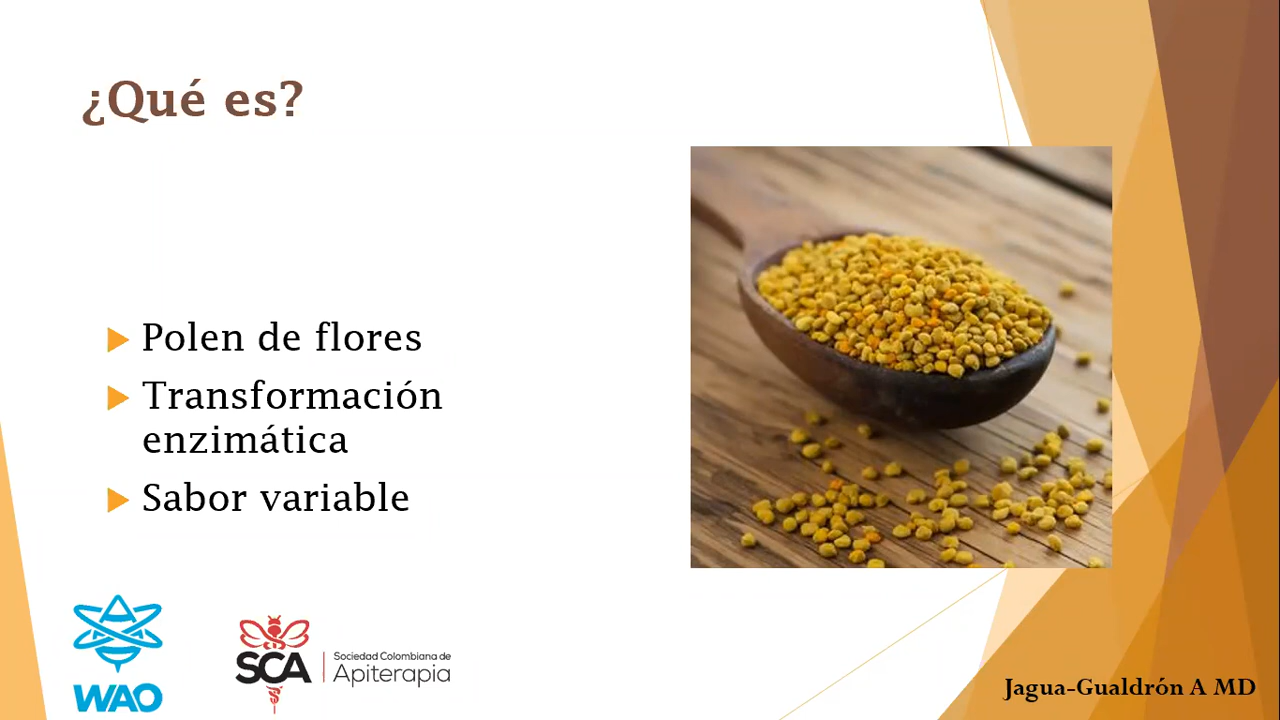 ¿Qué es?
Polen de flores
Transformación
enzimática
Sabor variable
WAO
SCA
Sociedad Colombiana de
Apiterapia
Jagua-Gualdrón A MD